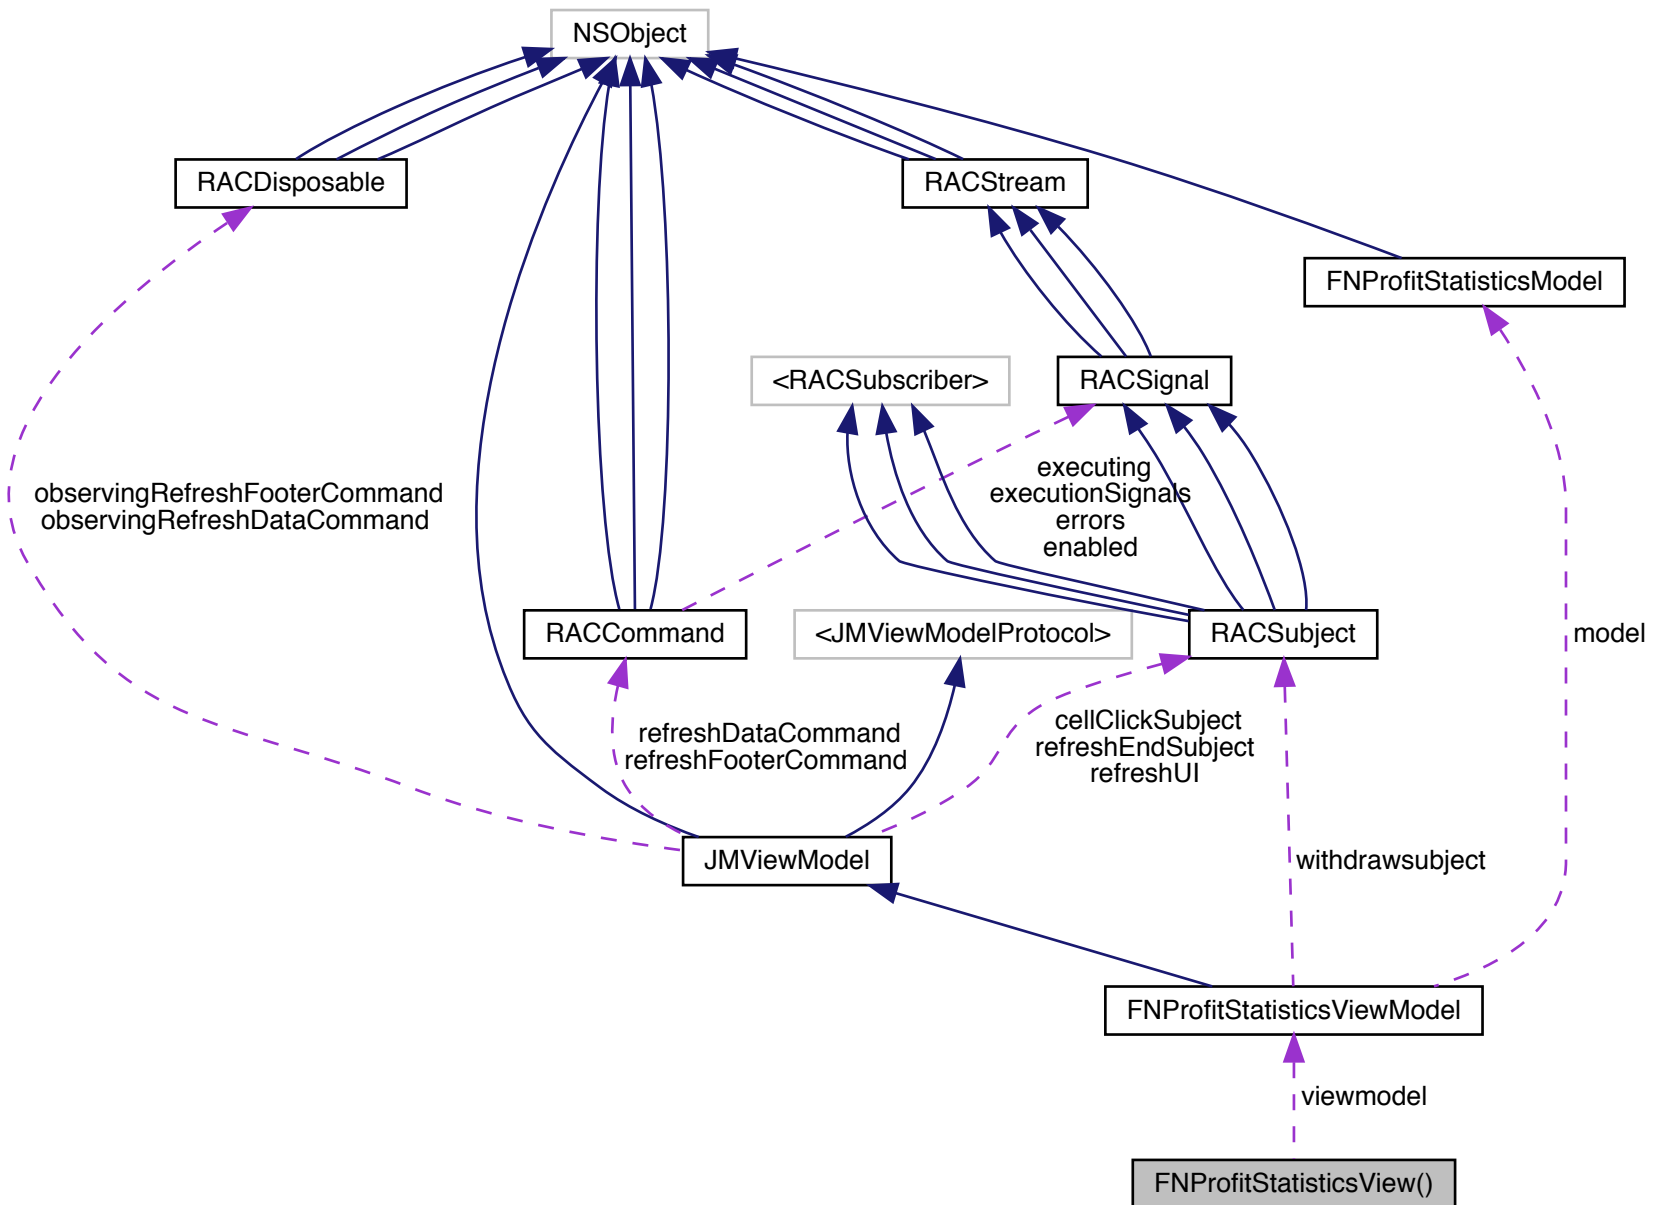 NSObject
RACDisposable
RACStream
FNProfitStatisticsModel
<RACSubscriber>
RACSignal
observingRefreshFooterCommand
observingRefreshDataCommand
executing
executionSignals
errors
enabled
RACCommand
<JMViewModelProtocol>
RACSubject
model
refreshDataCommand
refreshFooterCommand
cellClickSubject
refreshEndSubject
refreshUI
JMViewModel
withdrawsubject
FNProfitStatisticsViewModel
viewmodel
FNProfitStatisticsView()